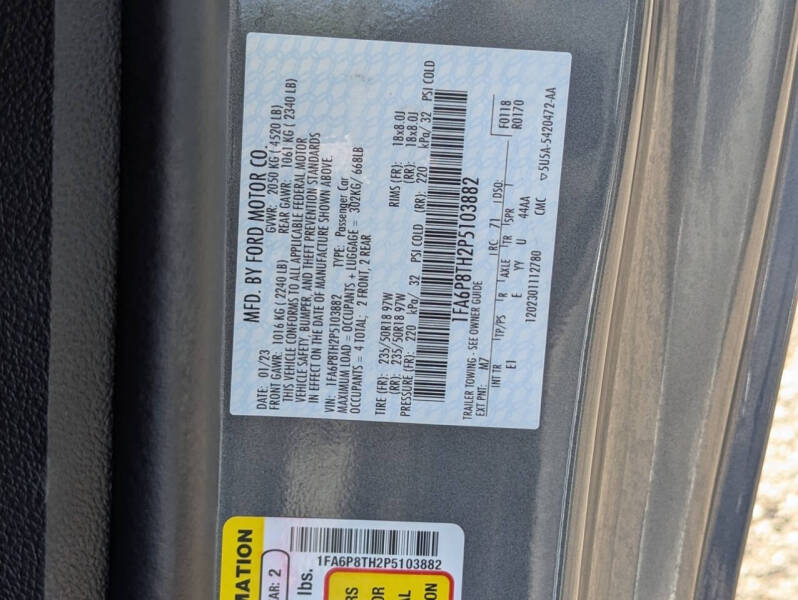 MFD. BY FORD MOTOR CO.
DATE: 01/23 GVWR: 2050 KG ( 4520 LB)
FRONT GAWR: 1016 KG ( 2240 LB) REAR GAWR: 1061 KG ( 2340 LB)
THIS VEHICLE CONFORMS TO ALL APPLICABLE FEDERAL MOTOR
VEHICLE SAFETY, BUMPER, AND THEFT PREVENTION STANDARDS
IN EFFECT ON THE DATE OF MANUFACTURE SHOWN ABOVE.
VIN: 1FA6P8TH2P5103882 TYPE: Passenger Car
MAXIMUM LOAD = OCCUPANTS + LUGGAGE = 302KG/ 668LB
OCCUPANTS = 4 TOTAL; 2 FRONT, 2 REAR
TIRE (FR): 235/50R18 97W RIMS (FR): 18x8.0J
(RR): 235/50R18 97W (RR): 18x8.0J
PRESSURE (FR): 220 kPa/ 32 PSI COLD (RR): 220 kPa/ 32 PSI COLD
1FA6P8TH2P5103882
TRAILER TOWING - SEE OWNER GUIDE
EXT PNT: M7 RC: 71 DSO: F0118
R0170
INT TR TP/PS R AXLE TR SPR
EI E YY U 44AA
1202301112780 CMC ▽5U5A-5420472-AA
MATION
AR: 2
lbs.
1FA6P8TH2P5103882